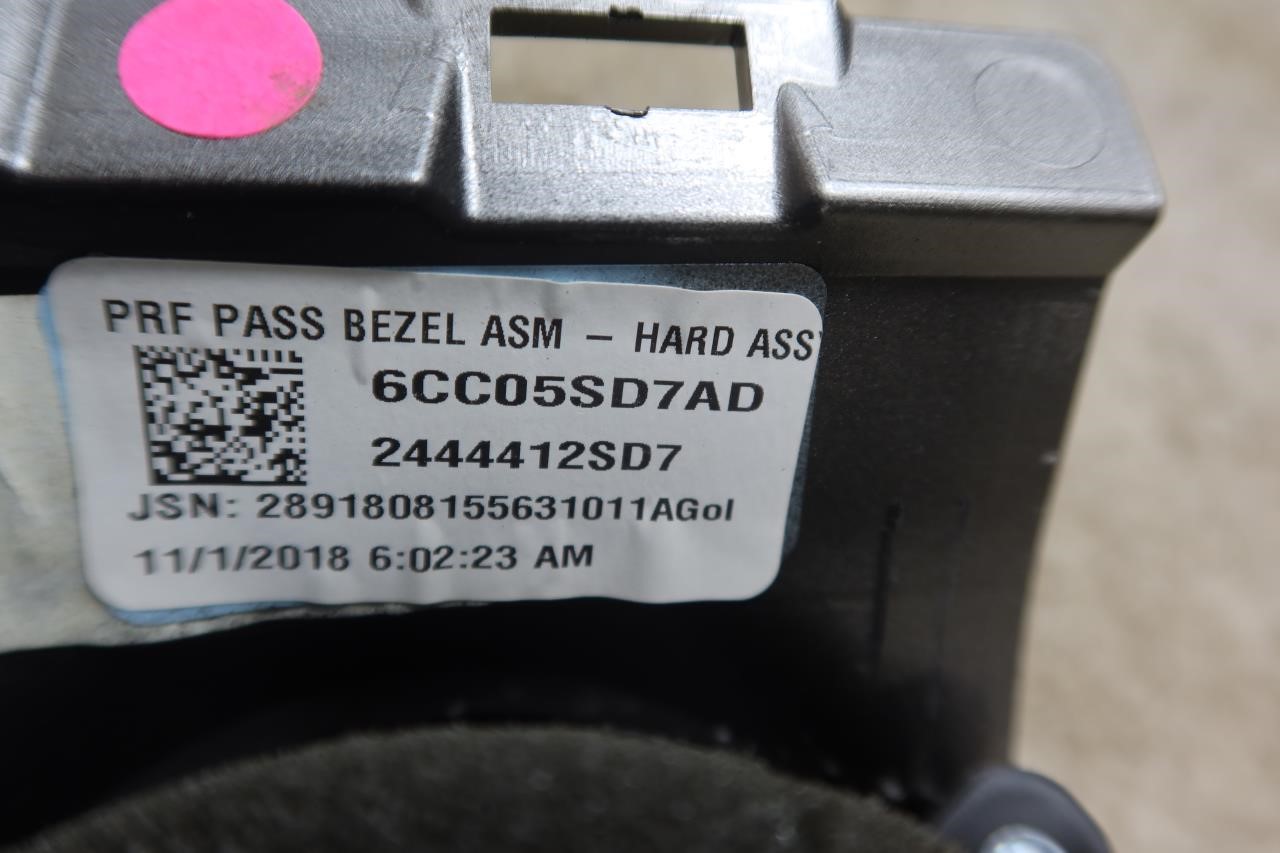 PRF PASS BEZEL ASM – HARD ASSY
6CC05SD7AD
2444412SD7
JSN: 2891808155631011AGol
11/1/2018 6:02:23 AM